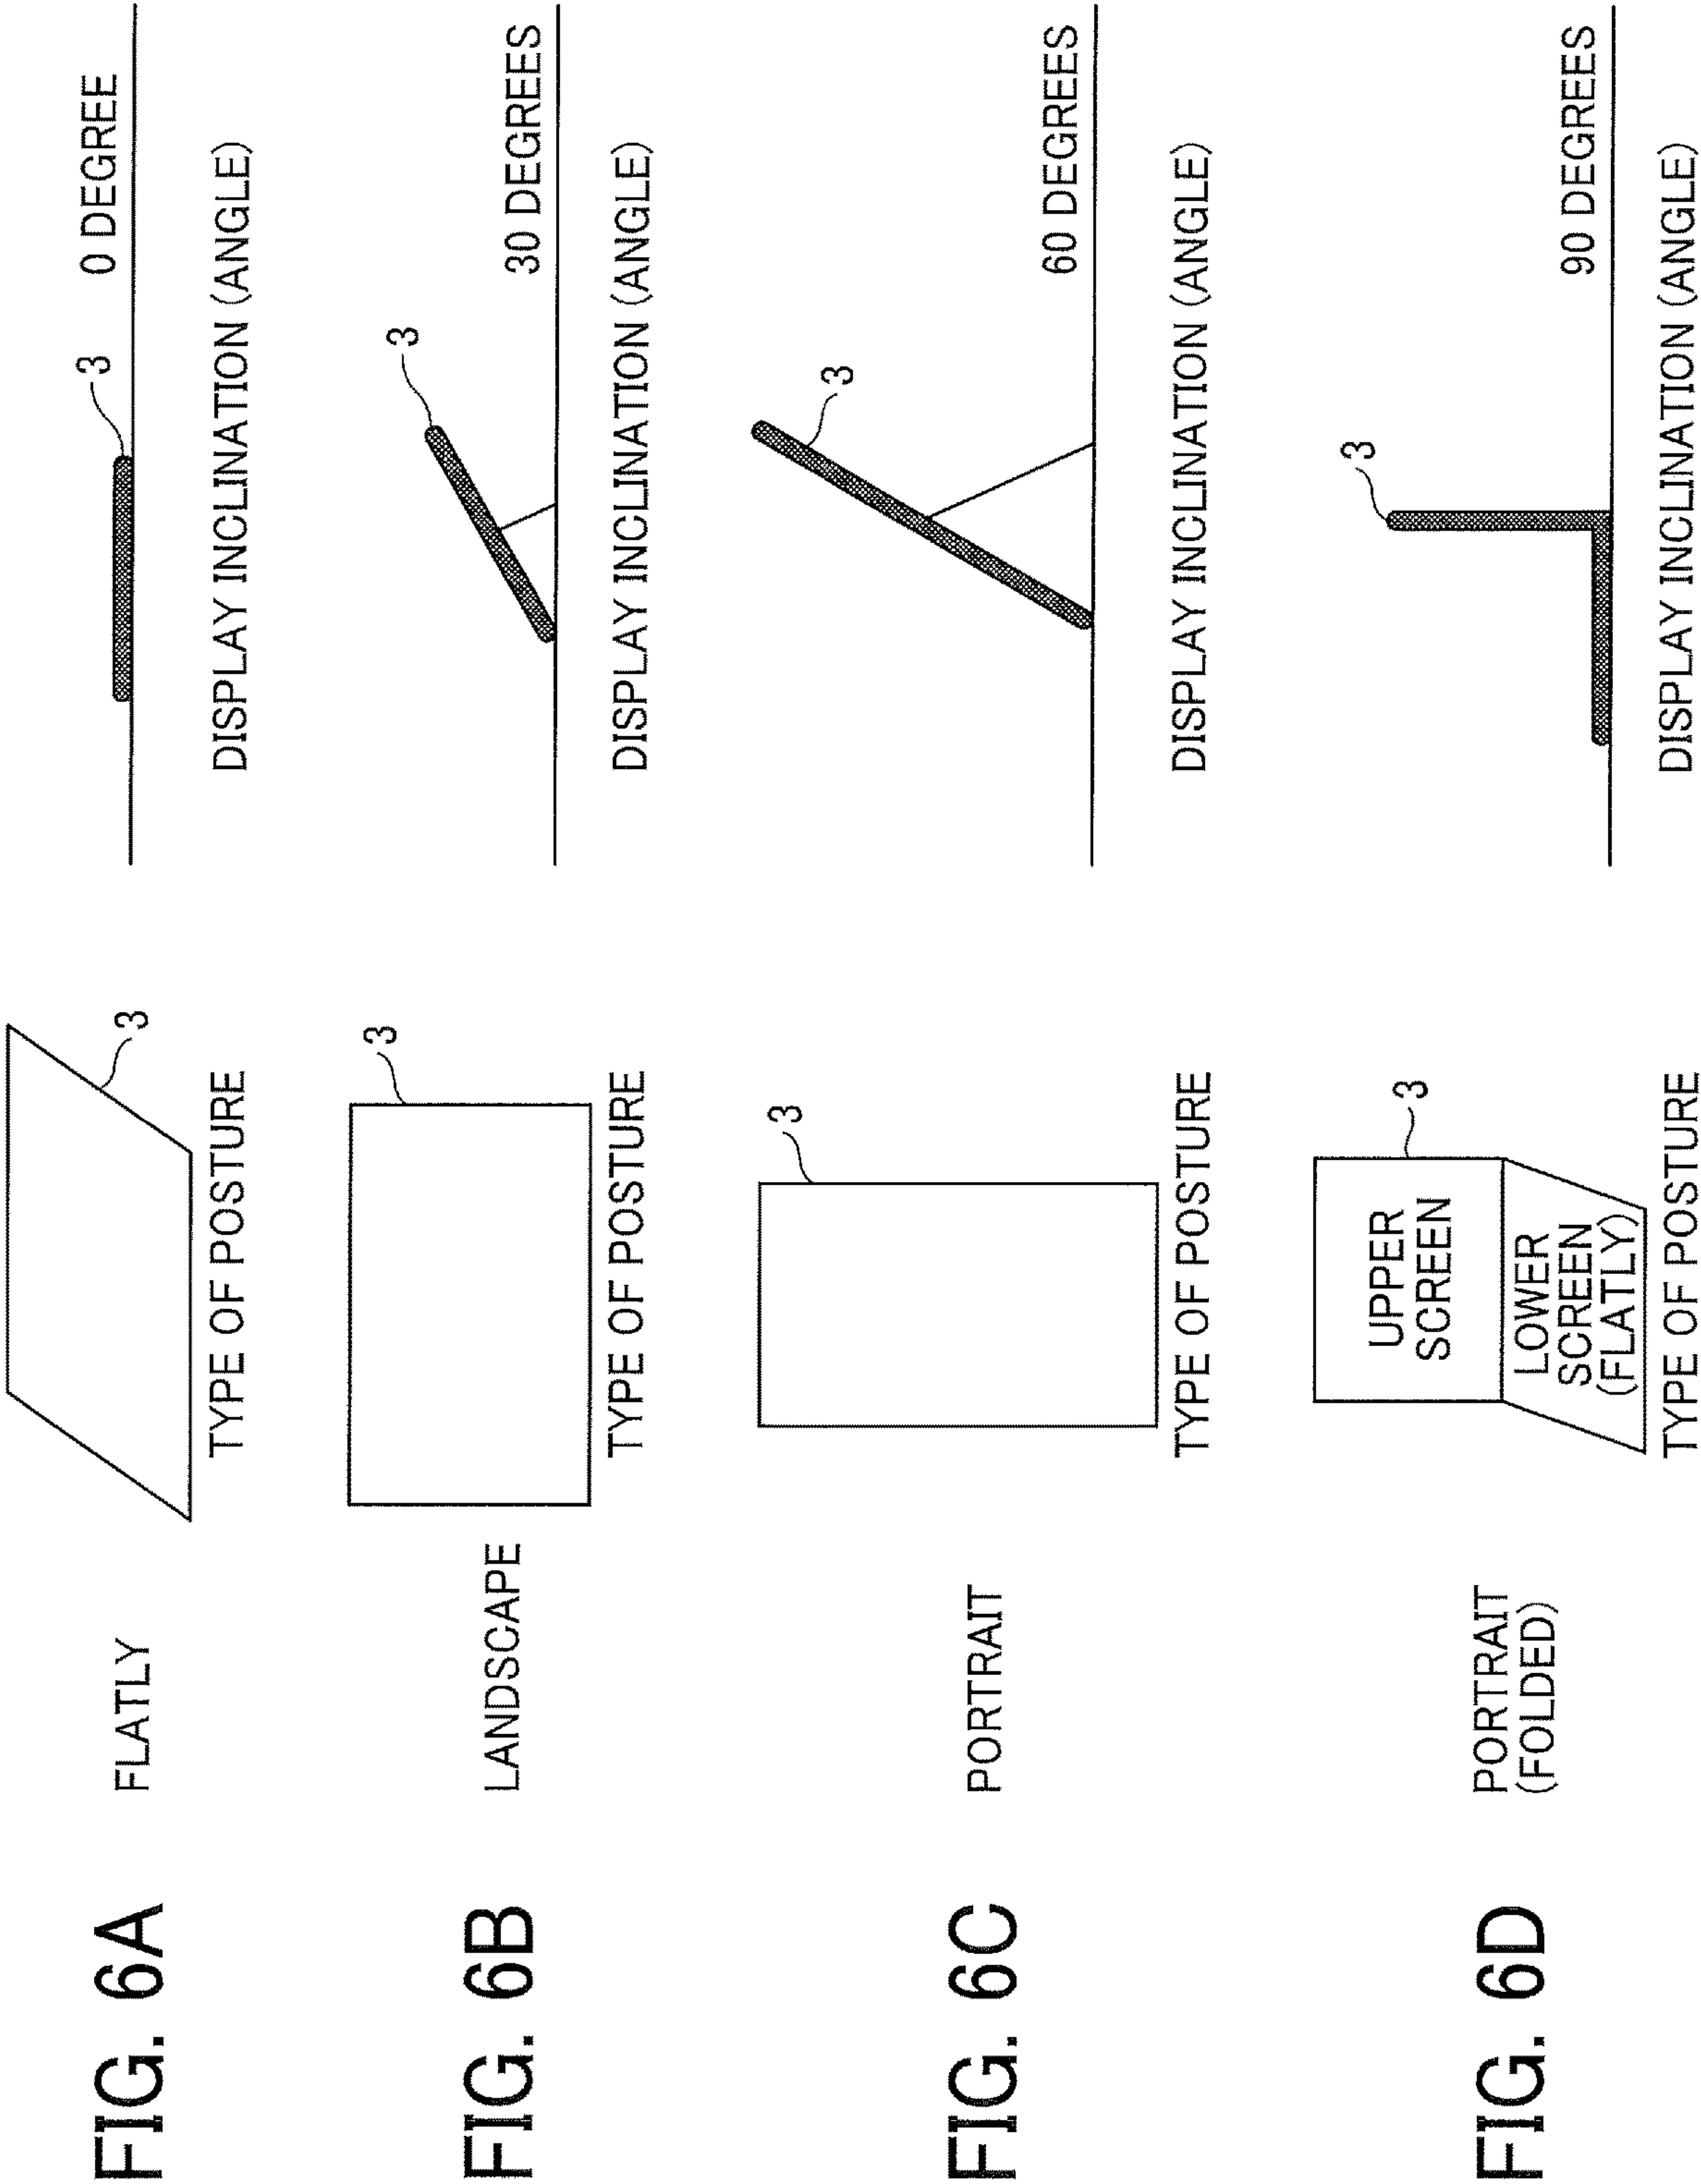 FIG. 6A
FLATLY
3
TYPE OF POSTURE
3
0 DEGREE
DISPLAY INCLINATION (ANGLE)
FIG. 6B
LANDSCAPE
3
TYPE OF POSTURE
3
30 DEGREES
DISPLAY INCLINATION (ANGLE)
FIG. 6C
PORTRAIT
3
TYPE OF POSTURE
3
60 DEGREES
DISPLAY INCLINATION (ANGLE)
FIG. 6D
PORTRAIT
(FOLDED)
3
UPPER
SCREEN
LOWER
SCREEN
(FLATLY)
TYPE OF POSTURE
3
90 DEGREES
DISPLAY INCLINATION (ANGLE)